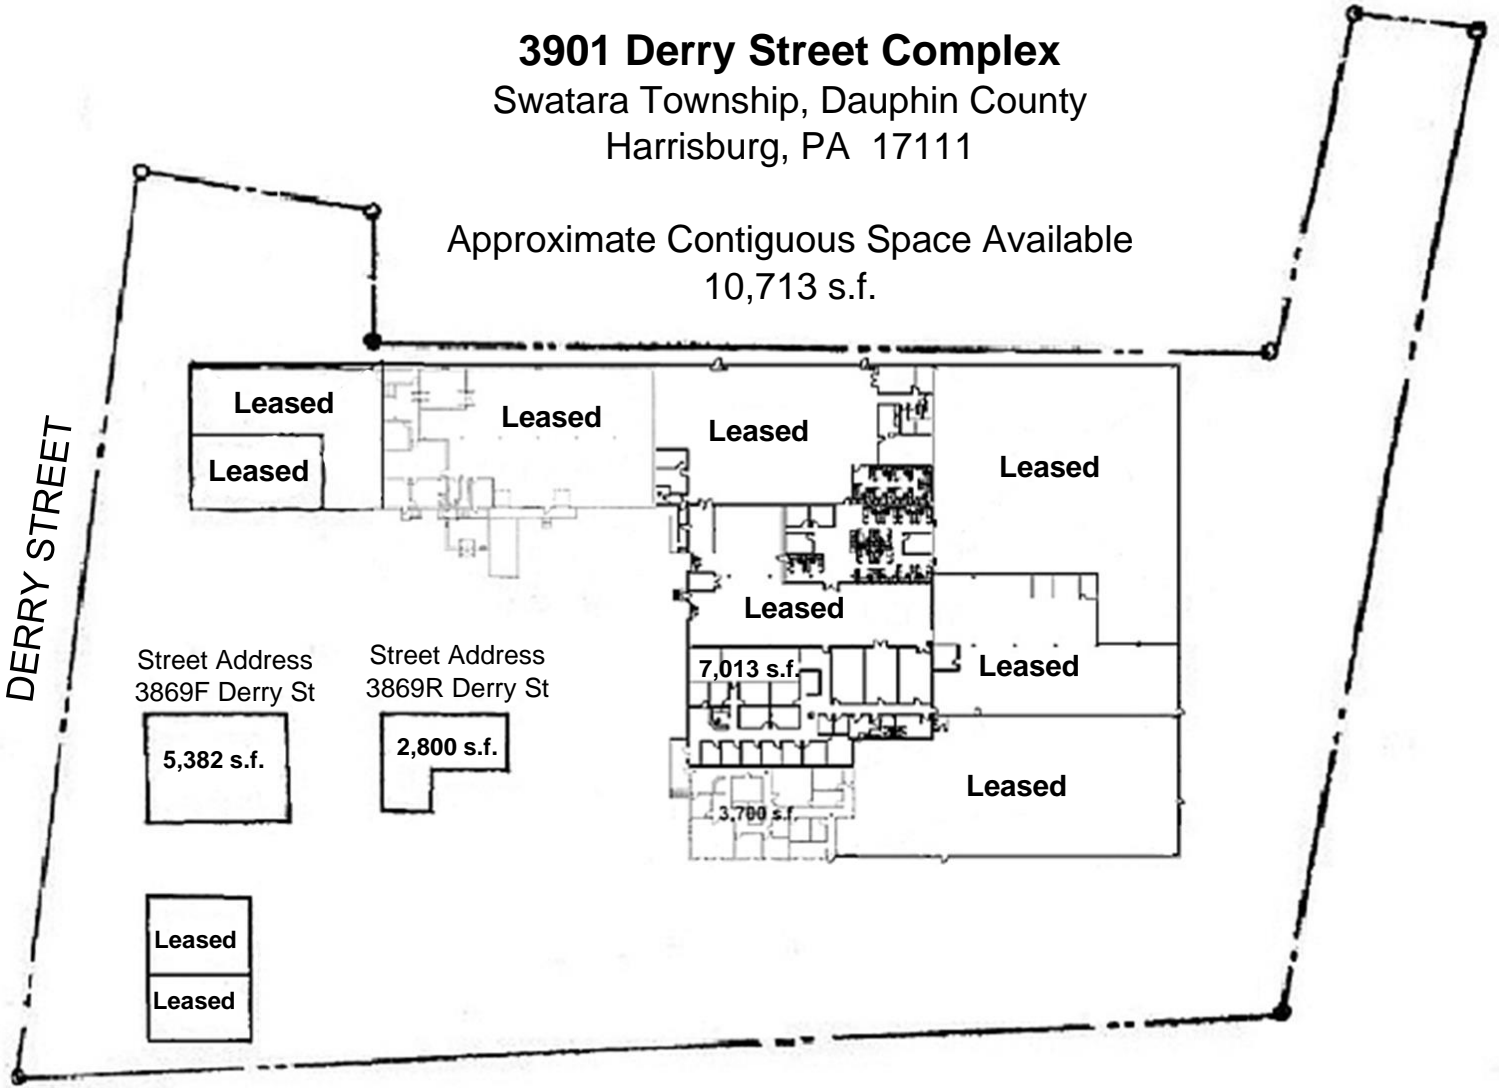 3901 Derry Street Complex
Swatara Township, Dauphin County
Harrisburg, PA 17111
Approximate Contiguous Space Available
10,713 s.f.
DERRY STREET
Leased
Leased
Leased
Leased
Leased
Leased
Leased
7,013 s.f.
Leased
3,700 s.f.
Street Address
3869F Derry St
5,382 s.f.
Street Address
3869R Derry St
2,800 s.f.
Leased
Leased